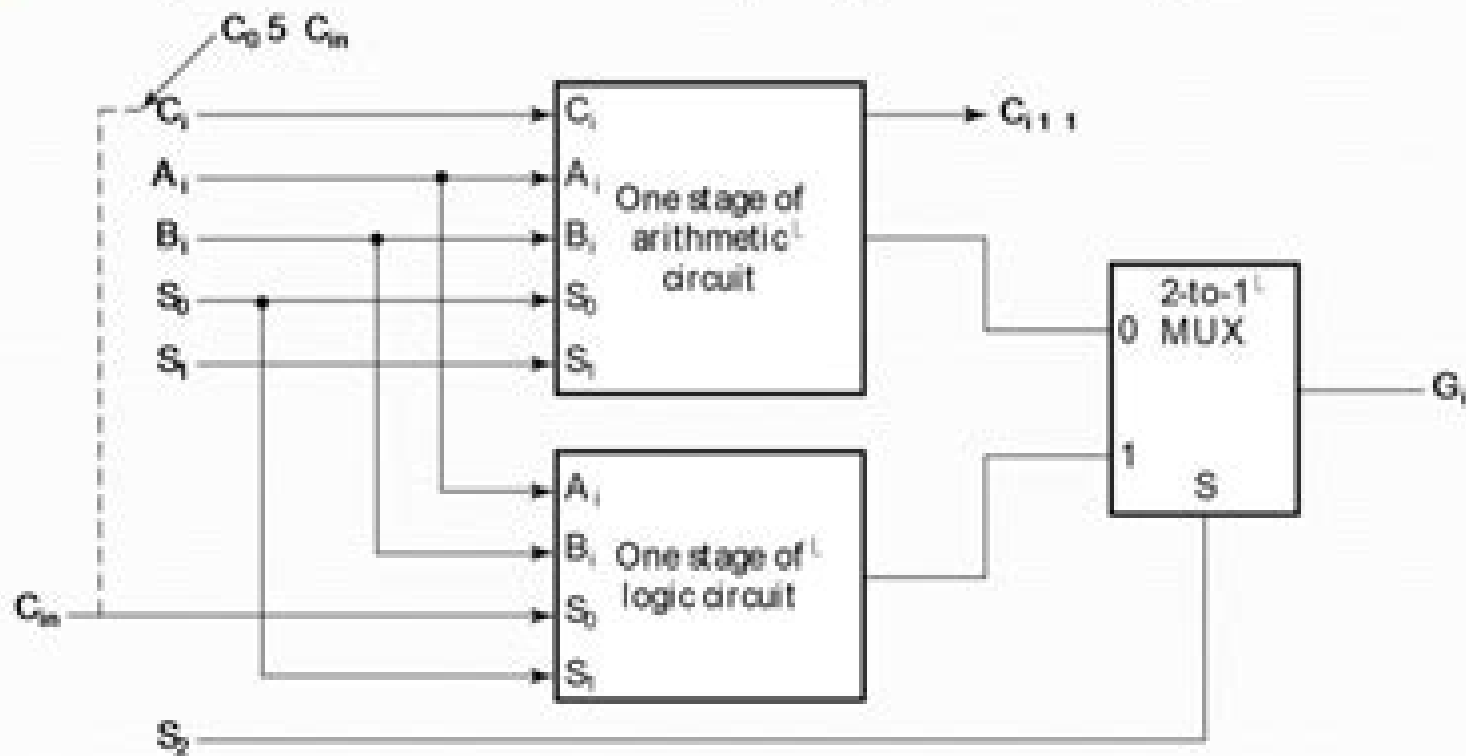 C₀ 5 Cᵢₙ
Cᵢ
Aᵢ
Bᵢ
S₀
S₁
Cᵢₙ
S₂
Cᵢ
Aᵢ
Bᵢ
S₀
S₁
One stage of
arithmetic
circuit
Cᵢ ₁ ₁
Aᵢ
Bᵢ
S₀
S₁
One stage of
logic circuit
2-to-1
MUX
0
1
S
Gᵢ